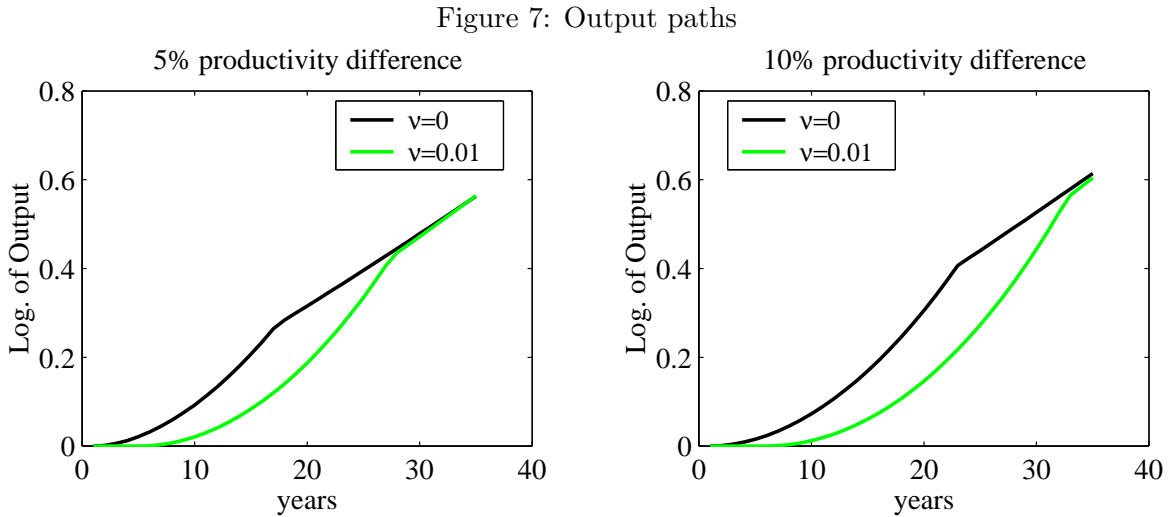 Figure 7: Output paths
5% productivity difference
0.8
0.6
0.4
0.2
0
Log. of Output
ν=0
ν=0.01
0 10 20 30 40
years
10% productivity difference
0.8
0.6
0.4
0.2
0
Log. of Output
ν=0
ν=0.01
0 10 20 30 40
years